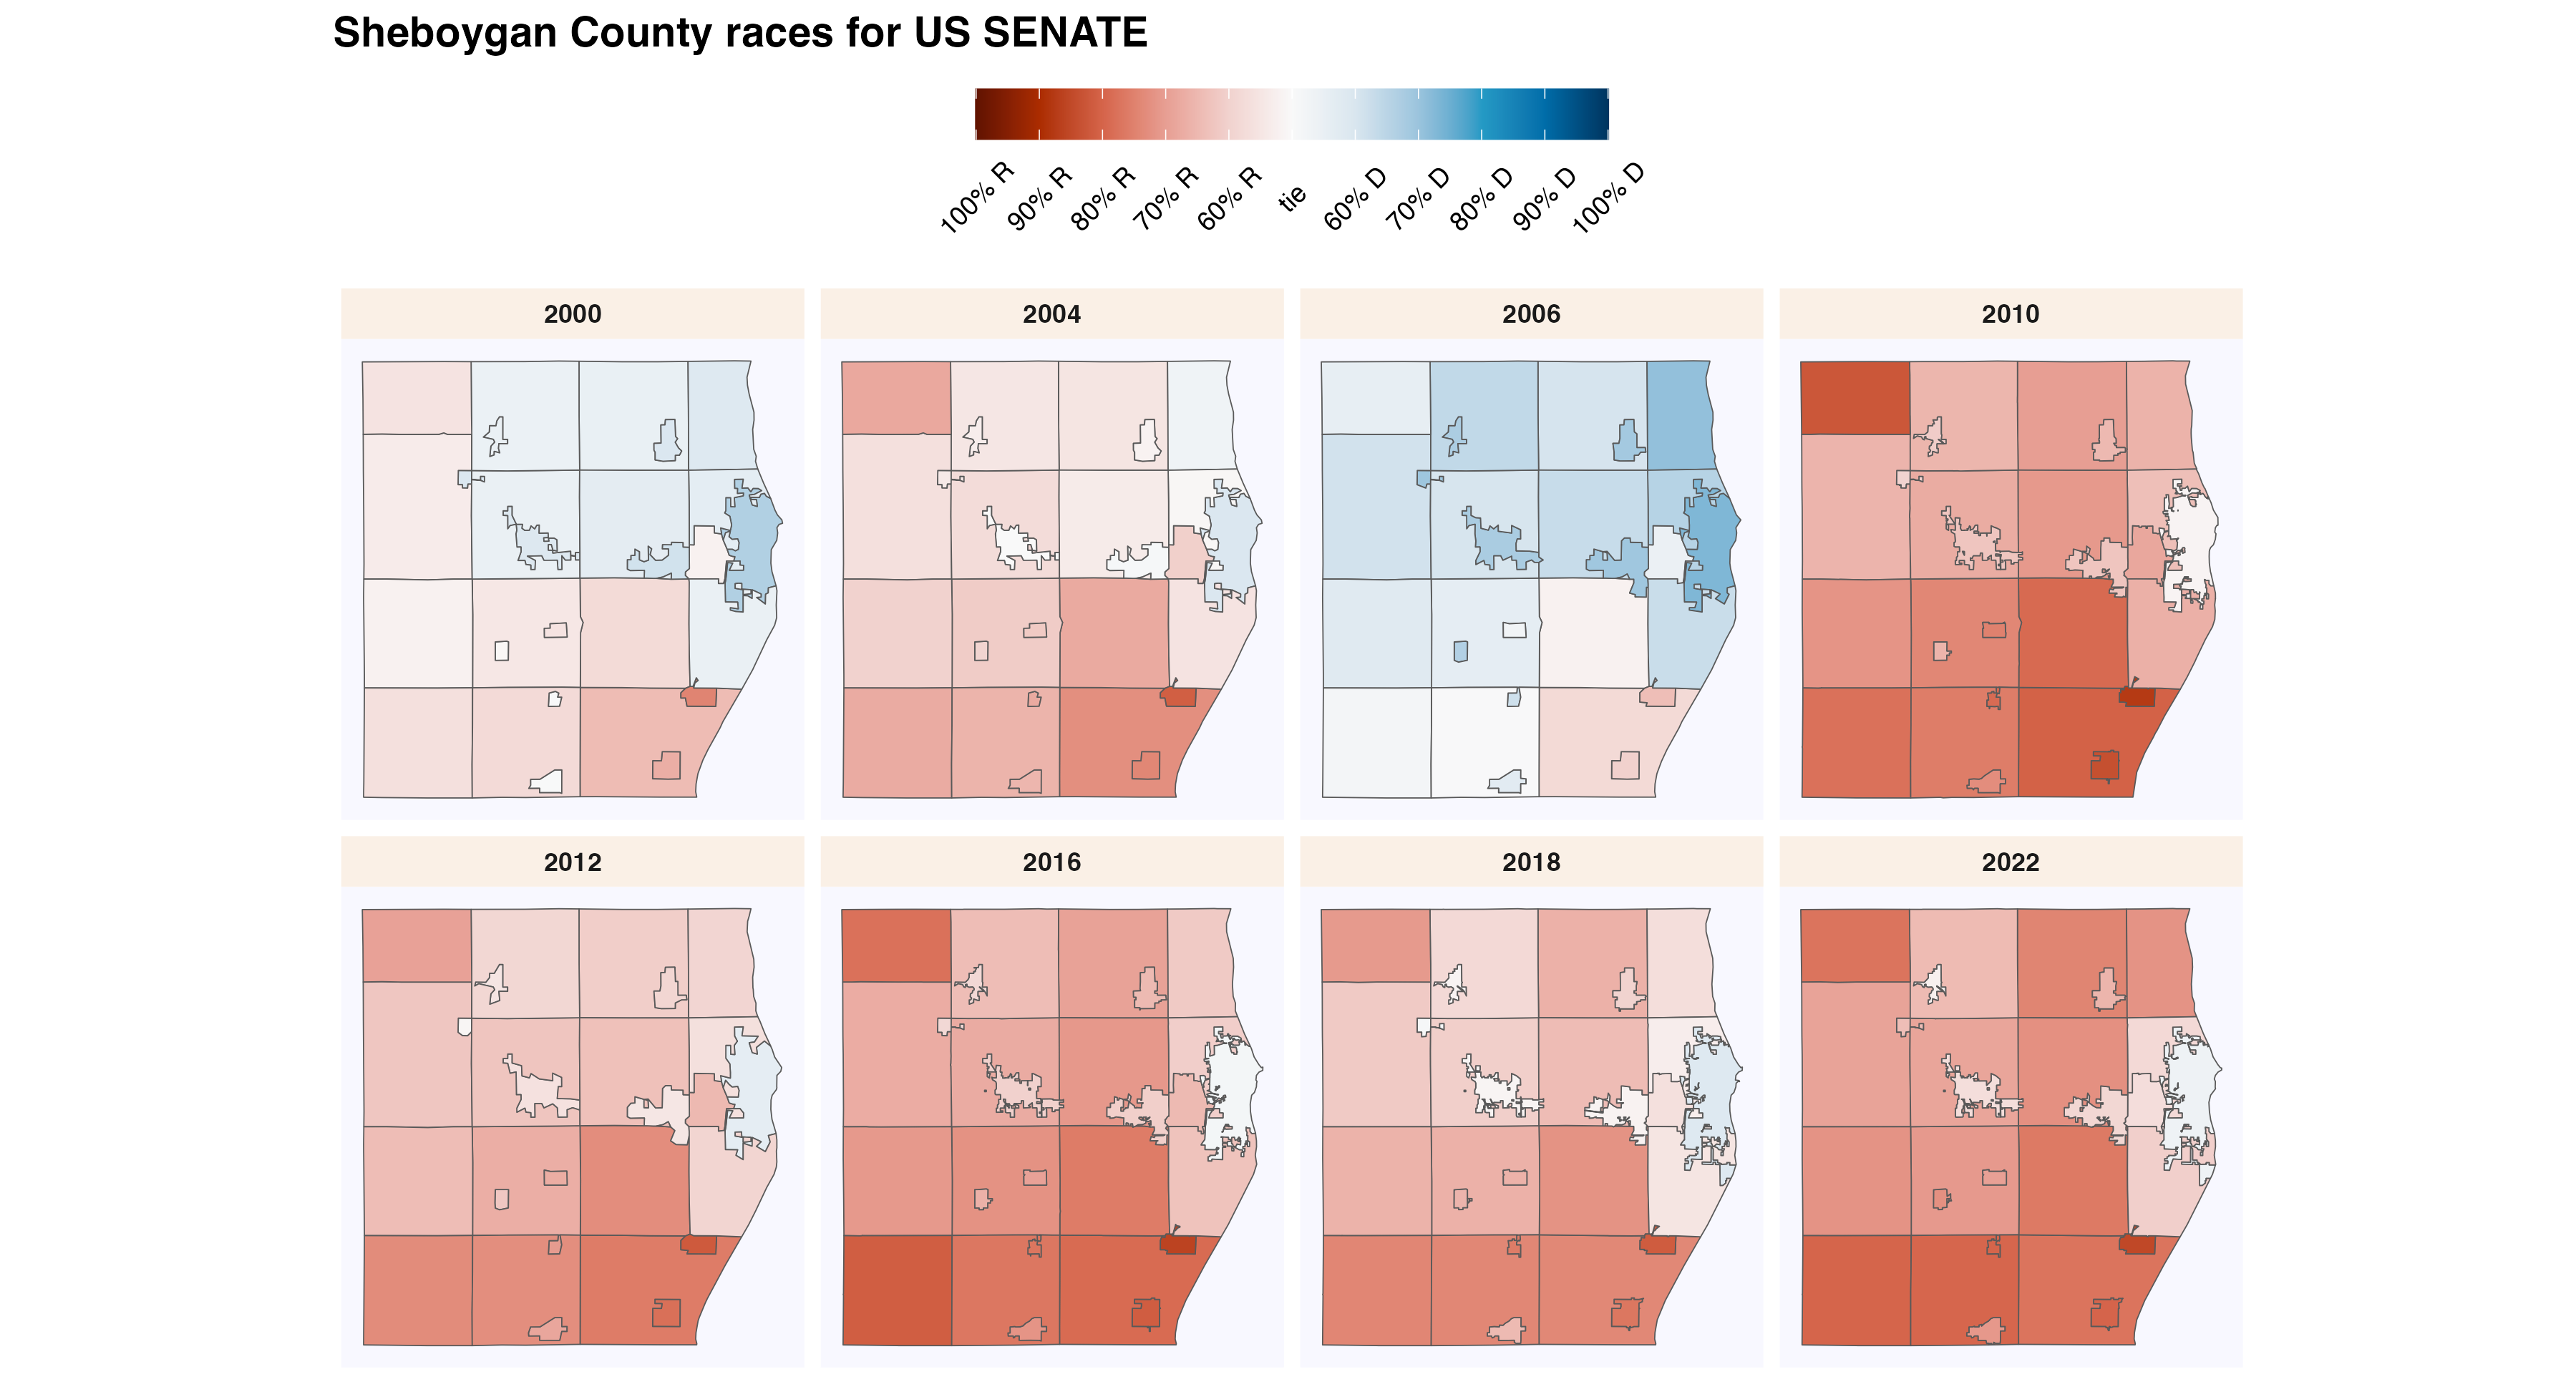 Sheboygan County races for US SENATE
100% R 90% R 80% R 70% R 60% R tie 60% D 70% D 80% D 90% D 100% D
2000 2004 2006 2010
2012 2016 2018 2022